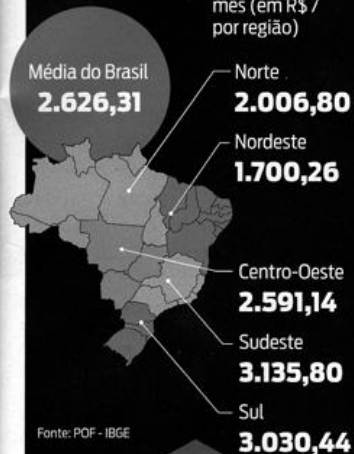 mês (em R$ /
por região)
Média do Brasil
2.626,31
Norte
2.006,80
Nordeste
1.700,26
Centro-Oeste
2.591,14
Sudeste
3.135,80
Sul
3.030,44
Fonte: POF - IBGE